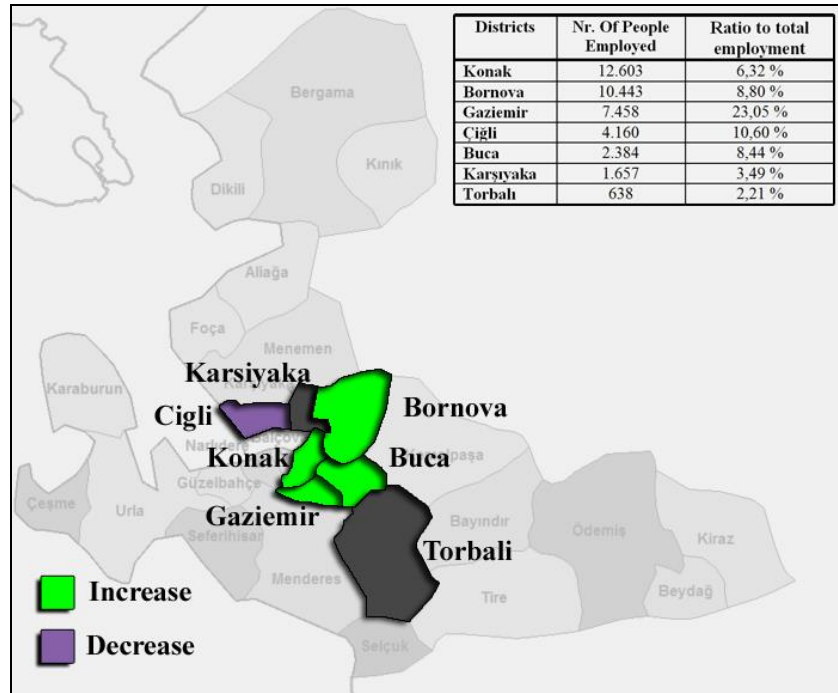 Districts Nr. Of People Employed Ratio to total employment
Konak 12.603 6,32 %
Bornova 10.443 8,80 %
Gaziemir 7.458 23,05 %
Çiğli 4.160 10,60 %
Buca 2.384 8,44 %
Karşıyaka 1.657 3,49 %
Torbalı 638 2,21 %
Bergama
Kınık
Dikili
Aliağa
Foça
Menemen
Karaburun
Karsiyaka
Cigli
Bornova
Narlıdere
Balçova
Konak
Buca
Güzelbahçe
Çeşme
Urla
Gaziemir
Seferihisar
Bayındır
Ödemiş
Kiraz
Torbali
Menderes
Tire
Beydağ
Selçuk
Increase
Decrease